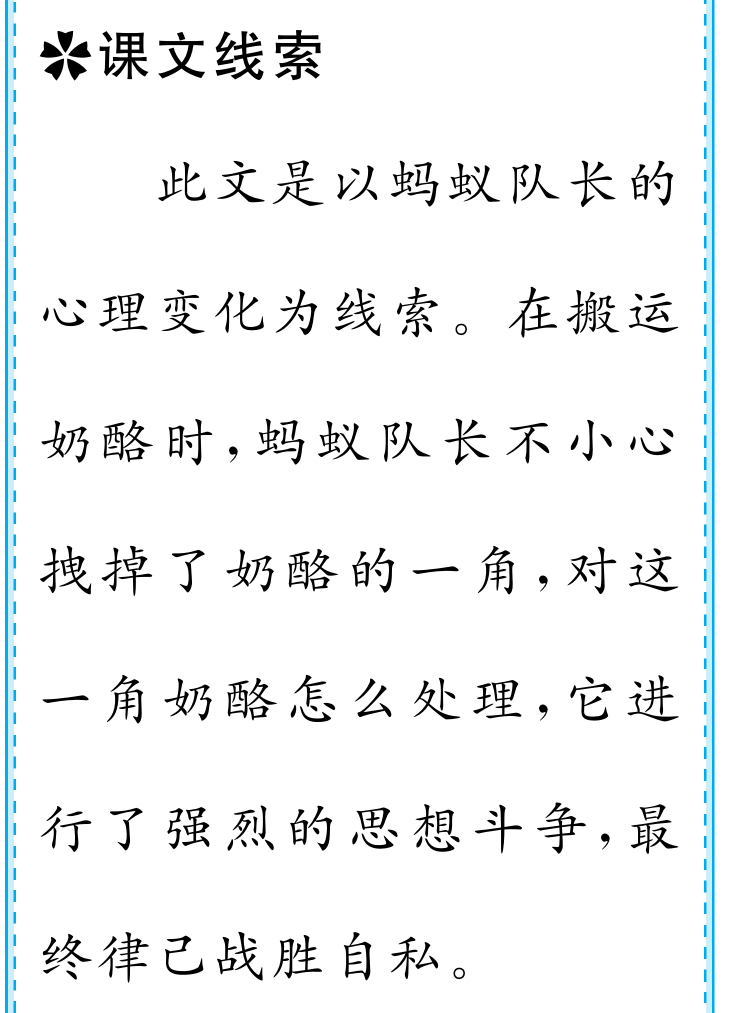 课文线索
此文是以蚂蚁队长的
心理变化为线索。在搬运
奶酪时，蚂蚁队长不小心
拽掉了奶酪的一角，对这
一角奶酪怎么处理，它进
行了强烈的思想斗争，最
终律己战胜自私。